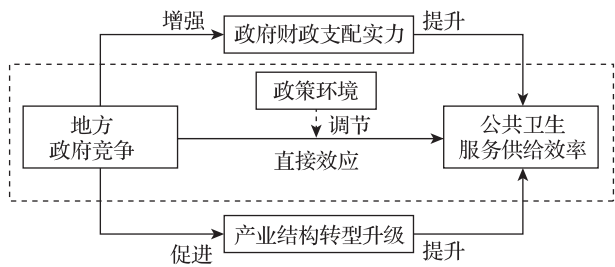 增强
政府财政支配实力
提升
政策环境
调节
地方
政府竞争
直接效应
公共卫生
服务供给效率
促进
产业结构转型升级
提升